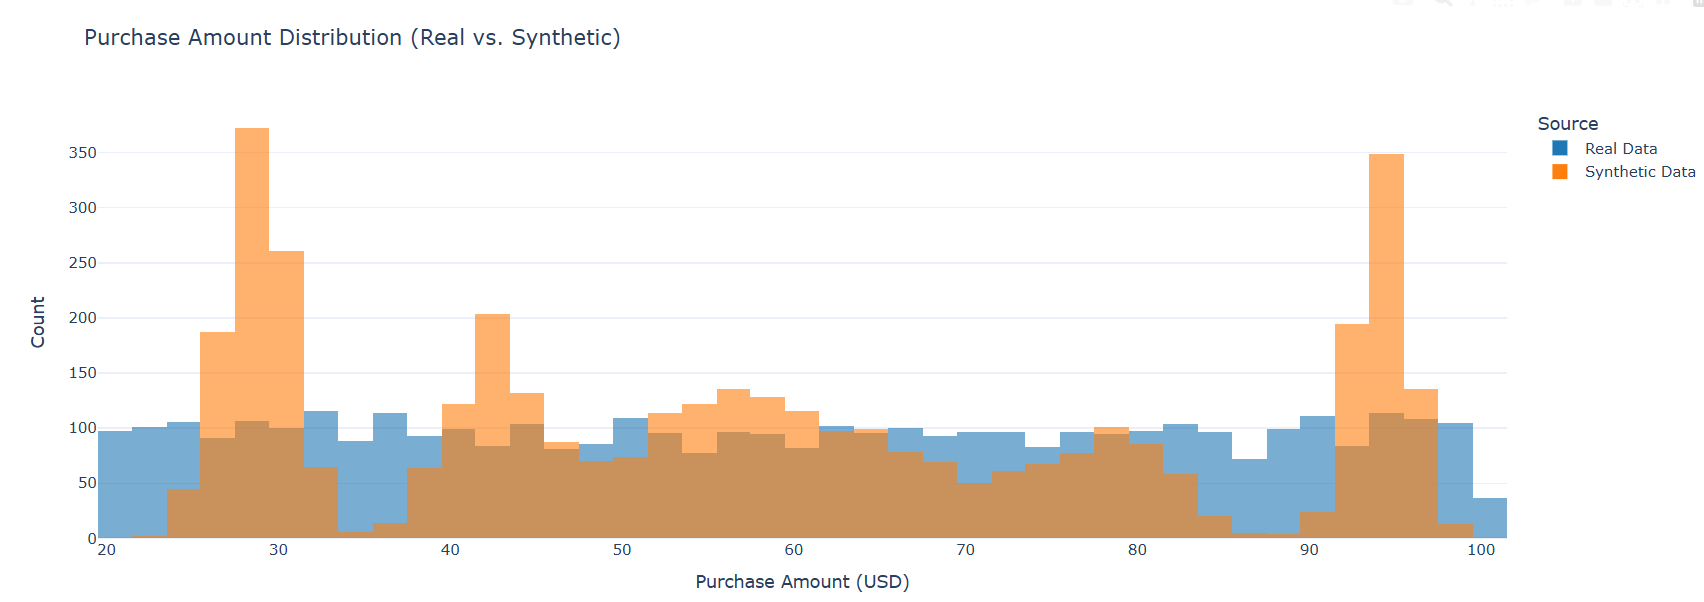 Purchase Amount Distribution (Real vs. Synthetic)
Source
Real Data
Synthetic Data
350
300
250
200
150
100
50
0
Count
20 30 40 50 60 70 80 90 100
Purchase Amount (USD)